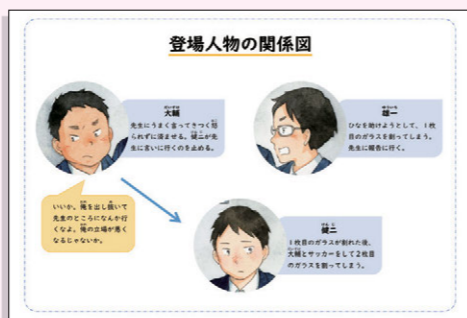 登場人物の関係図
大輔
先生にうまく言ってきつく怒
られずに済ませる。健二が先
生に言いに行くのを止める。
雄一
ひなを助けようとして、1枚
目のガラスを割ってしまう。
先生に報告に行く。
いいか。俺を出し抜いて
先生のところになんか行
くなよ。俺の立場が悪く
なるじゃないか。
健二
1枚目のガラスが割れた後、
大輔とサッカーをして2枚目
のガラスを割ってしまう。